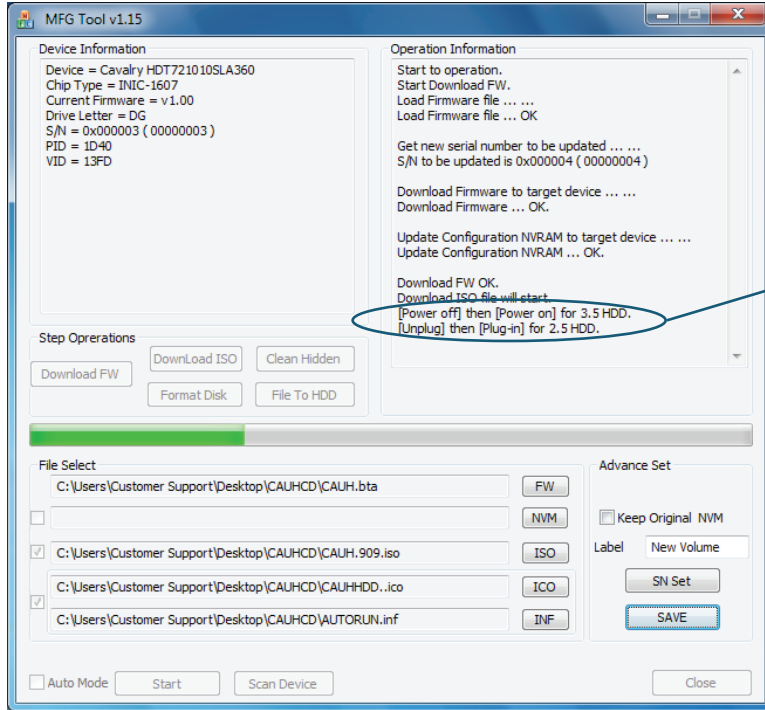 MFG Tool v1.15
Device Information
Device = Cavalry HDT721010SLA360
Chip Type = INIC-1607
Current Firmware = v1.00
Drive Letter = DG
S/N = 0x000003 ( 00000003 )
PID = 1D40
VID = 13FD
Operation Information
Start to operation.
Start Download FW.
Load Firmware file ... ...
Load Firmware file ... OK
Get new serial number to be updated ... ...
S/N to be updated is 0x000004 ( 00000004 )
Download Firmware to target device ... ...
Download Firmware ... OK.
Update Configuration NVRAM to target device ... ...
Update Configuration NVRAM ... OK.
Download FW OK.
Download ISO file will start.
[Power off] then [Power on] for 3.5 HDD.
[Unplug] then [Plug-in] for 2.5 HDD.
Step Oprerations
Download FW
DownLoad ISO
Clean Hidden
Format Disk
File To HDD
File Select
C:\Users\Customer Support\Desktop\CAUHCD\CAUH.bta
FW
NVM
C:\Users\Customer Support\Desktop\CAUHCD\CAUH.909.iso
ISO
C:\Users\Customer Support\Desktop\CAUHCD\CAUHHDD..ico
ICO
C:\Users\Customer Support\Desktop\CAUHCD\AUTORUN.inf
INF
Advance Set
Keep Original NVM
Label New Volume
SN Set
SAVE
Auto Mode
Start
Scan Device
Close